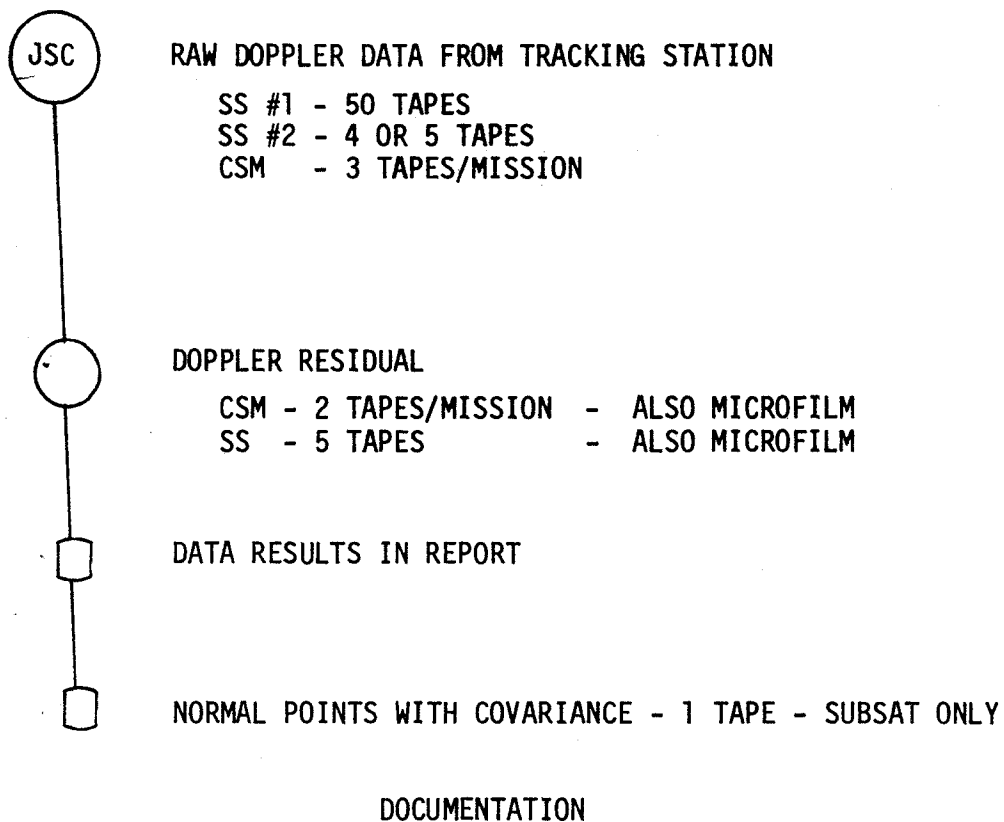 JSC RAW DOPPLER DATA FROM TRACKING STATION
SS #1 - 50 TAPES
SS #2 - 4 OR 5 TAPES
CSM - 3 TAPES/MISSION
DOPPLER RESIDUAL
CSM - 2 TAPES/MISSION - ALSO MICROFILM
SS - 5 TAPES - ALSO MICROFILM
DATA RESULTS IN REPORT
NORMAL POINTS WITH COVARIANCE - 1 TAPE - SUBSAT ONLY
DOCUMENTATION